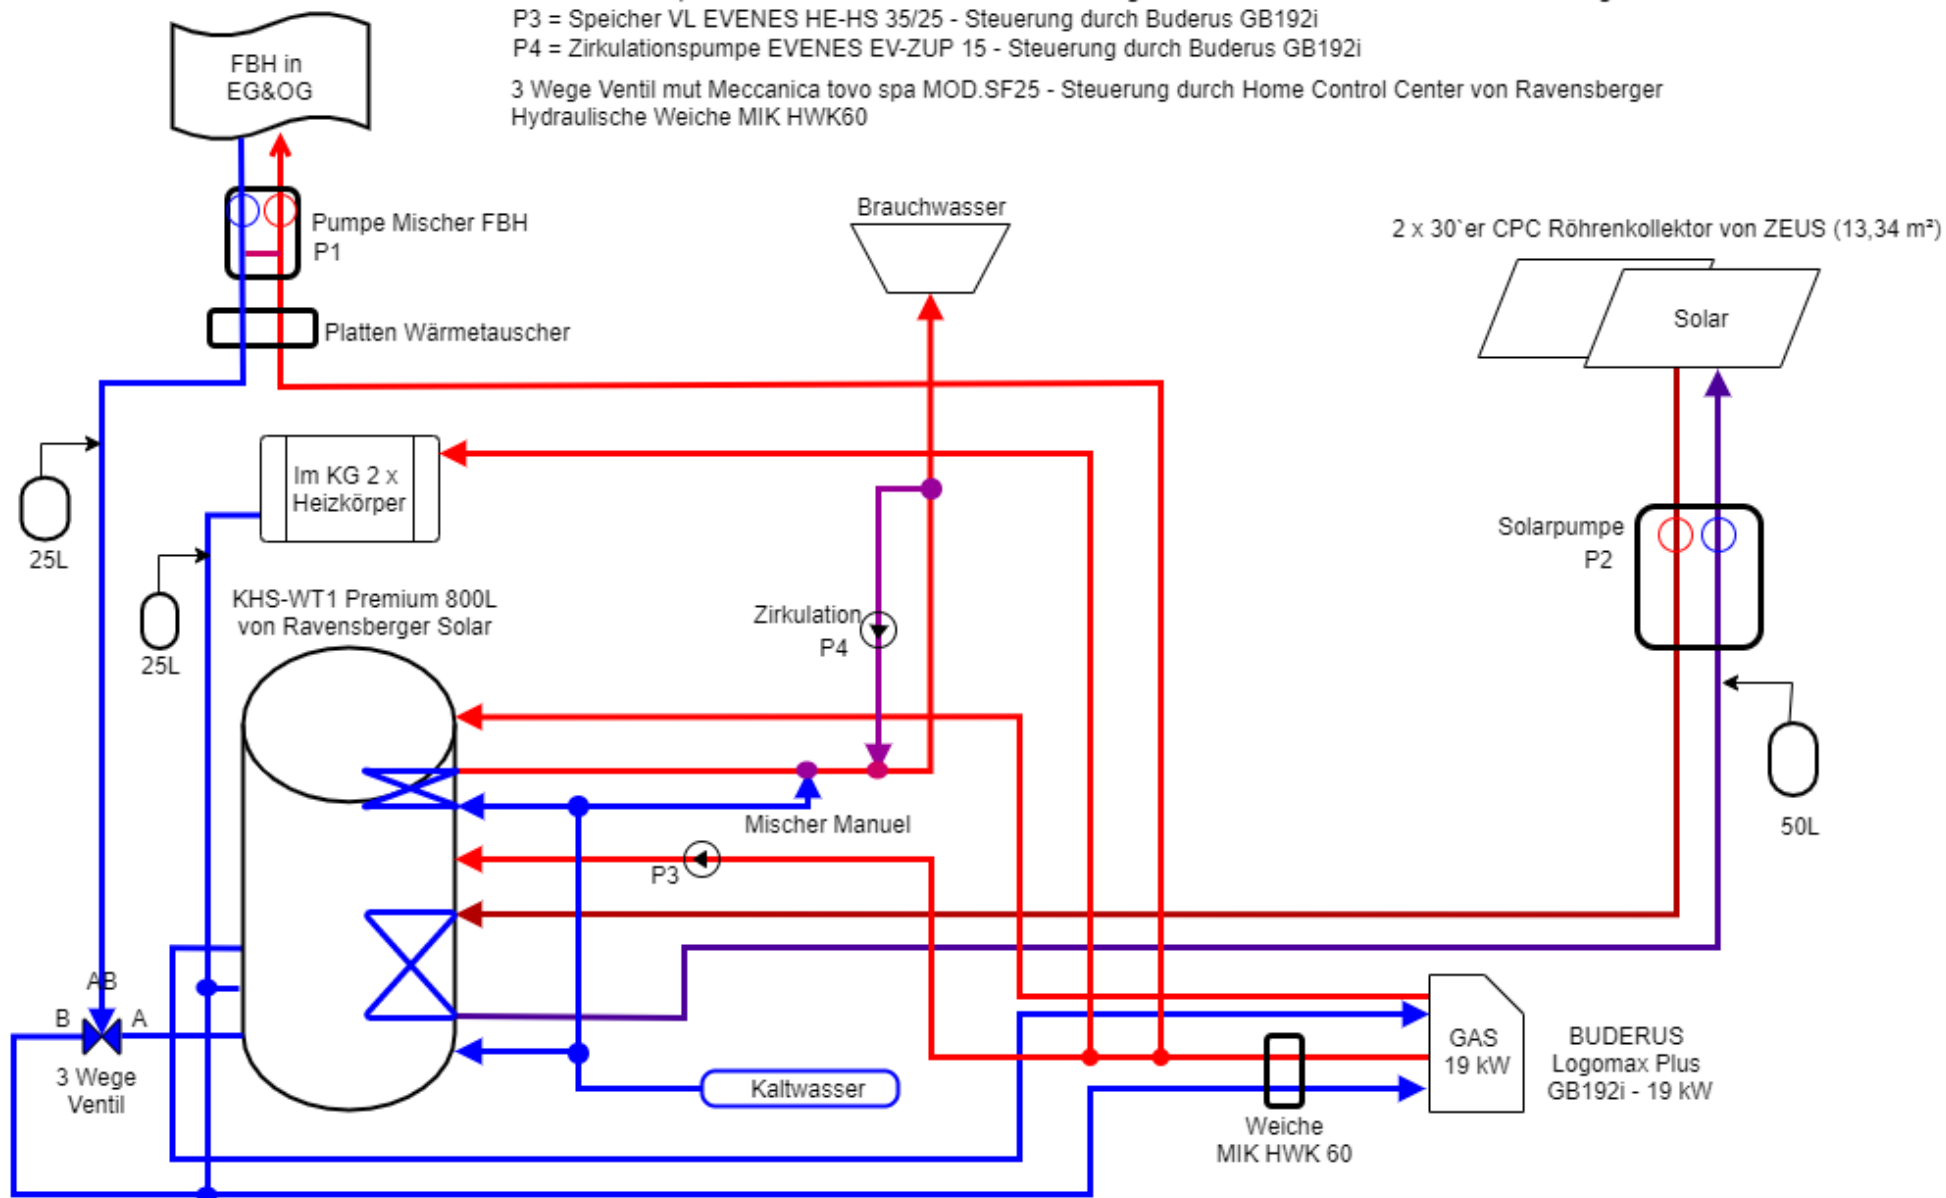 P3 = Speicher VL EVENES HE-HS 35/25 - Steuerung durch Buderus GB192i
P4 = Zirkulationspumpe EVENES EV-ZUP 15 - Steuerung durch Buderus GB192i
3 Wege Ventil mut Meccanica tovo spa MOD.SF25 - Steuerung durch Home Control Center von Ravensberger
Hydraulische Weiche MIK HWK60
FBH in
EG&OG
Pumpe Mischer FBH
P1
Platten Wärmetauscher
Brauchwasser
2 x 30`er CPC Röhrenkollektor von ZEUS (13,34 m²)
Solar
Im KG 2 x
Heizkörper
25L
25L
Solarpumpe
P2
50L
KHS-WT1 Premium 800L
von Ravensberger Solar
Zirkulation
P4
Mischer Manuel
P3
AB
B
A
3 Wege
Ventil
Kaltwasser
GAS
19 kW
BUDERUS
Logomax Plus
GB192i - 19 kW
Weiche
MIK HWK 60